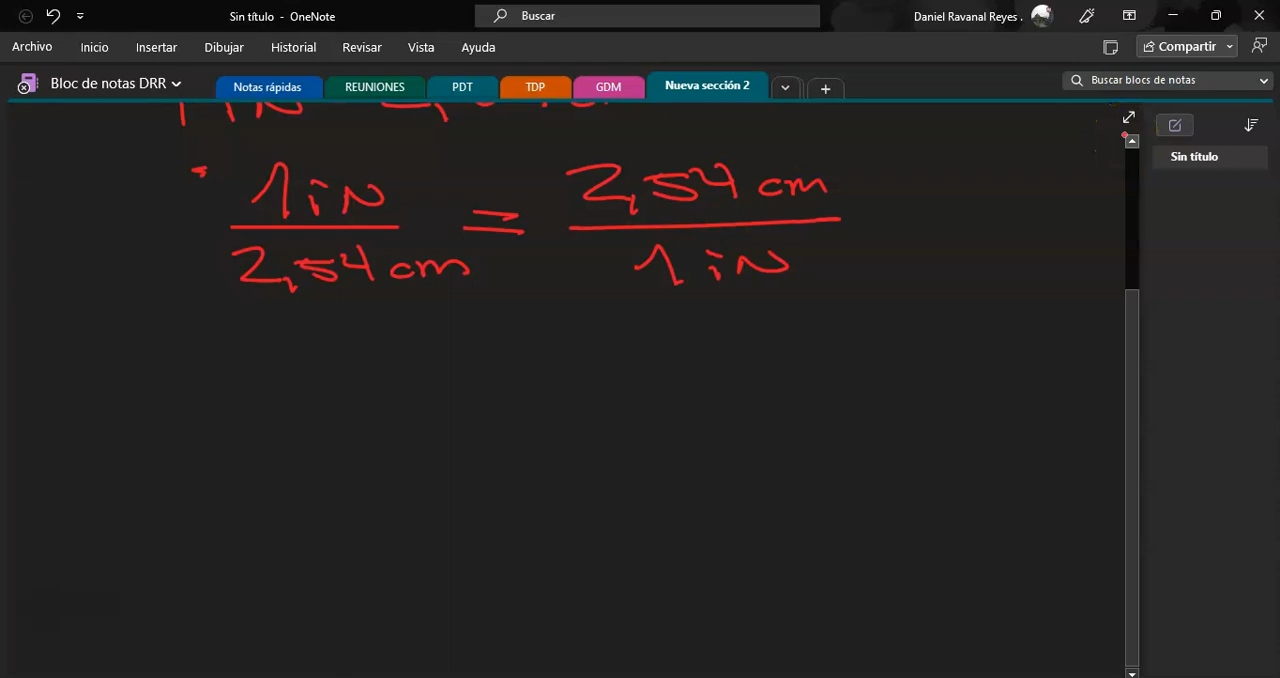 Sin título - OneNote
Buscar
Daniel Ravanal Reyes .
Archivo Inicio Insertar Dibujar Historial Revisar Vista Ayuda
Compartir
Bloc de notas DRR
Notas rápidas REUNIONES PDT TDP GDM Nueva sección 2 +
Buscar blocs de notas
Sin título
1 in = 2,54 cm
2,54 cm 1 in